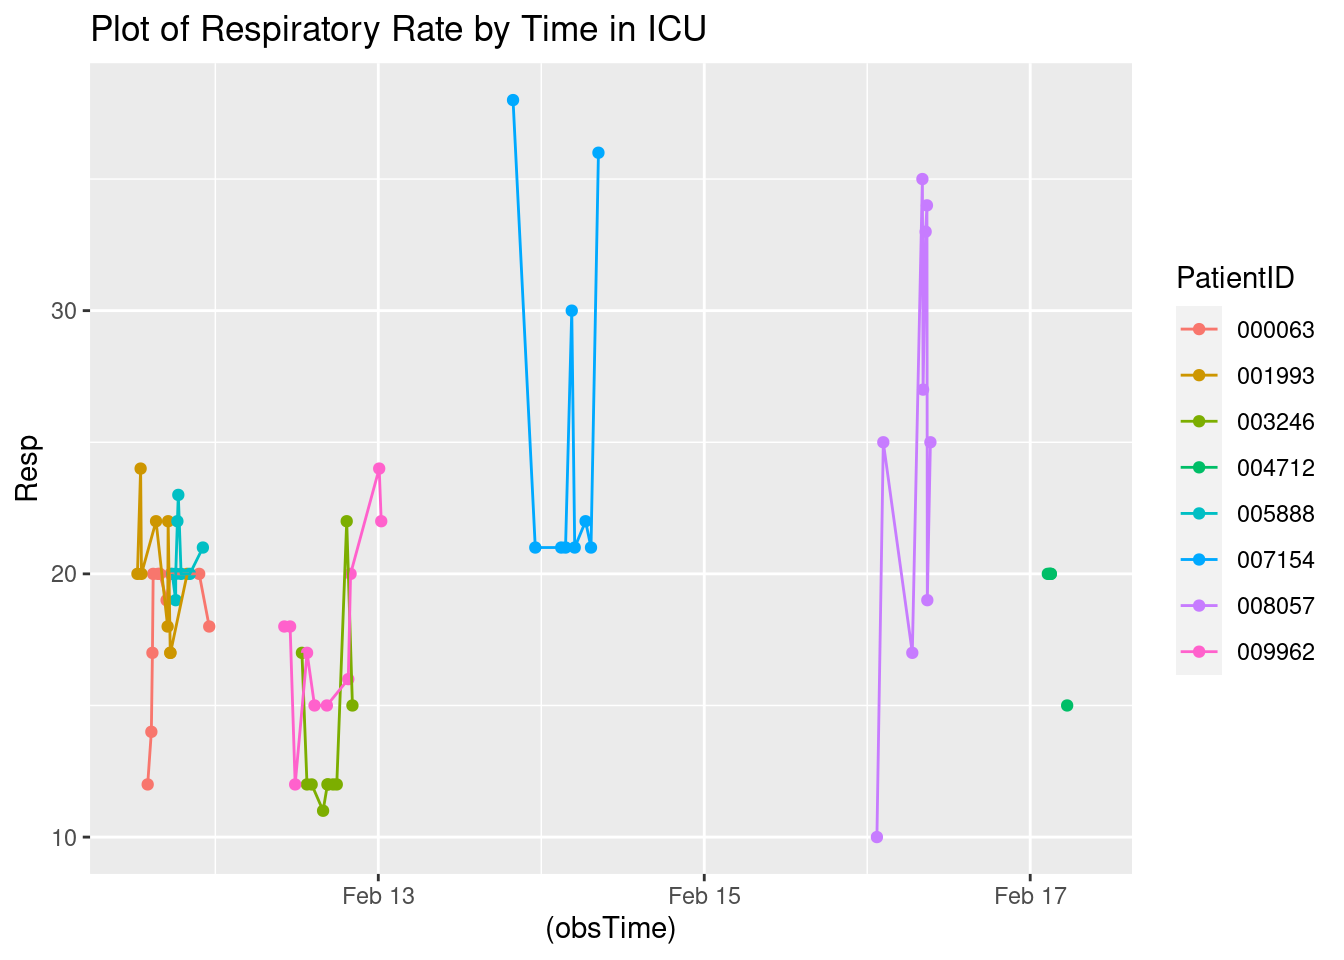 Plot of Respiratory Rate by Time in ICU
Resp
30
20
10
Feb 13
Feb 15
Feb 17
(obsTime)
PatientID
000063
001993
003246
004712
005888
007154
008057
009962